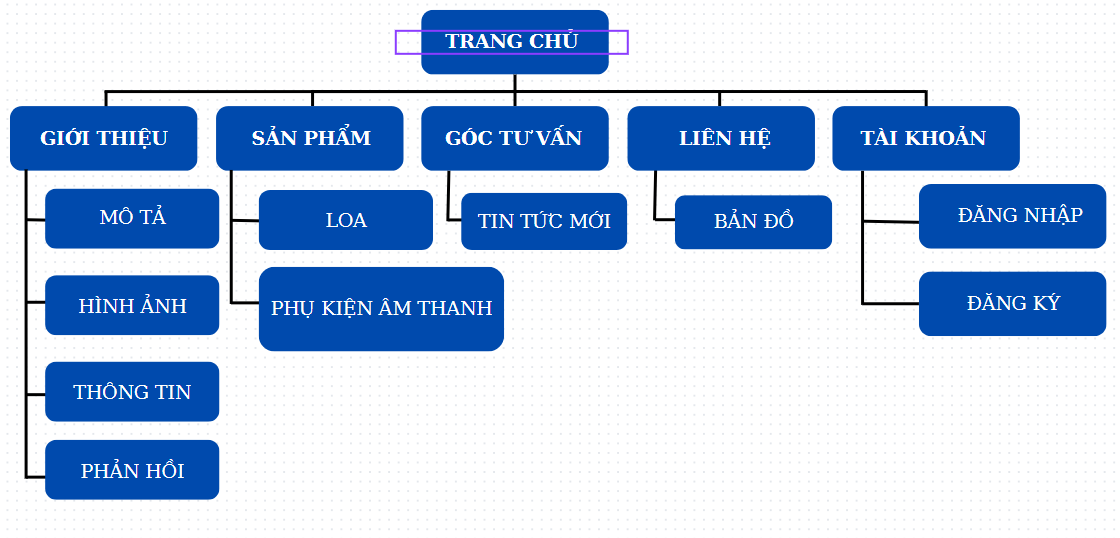 TRANG CHỦ
GIỚI THIỆU
SẢN PHẨM
GÓC TƯ VẤN
LIÊN HỆ
TÀI KHOẢN
MÔ TẢ
HÌNH ẢNH
THÔNG TIN
PHẢN HỒI
LOA
PHỤ KIỆN ÂM THANH
TIN TỨC MỚI
BẢN ĐỒ
ĐĂNG NHẬP
ĐĂNG KÝ